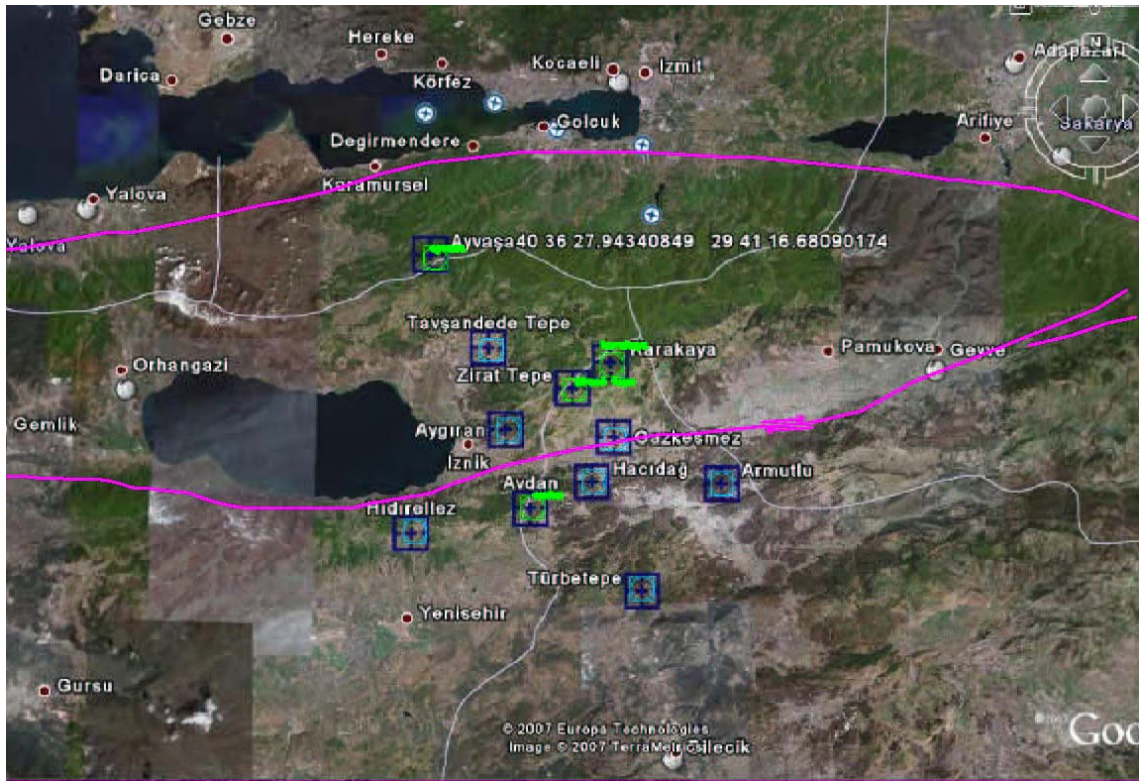 Gebze
Hereke
Adapazari
Darica
Körfez
Kocaeli
Izmit
Golcuk
Arifiye
Sakarya
N
Degirmendere
Karamursel
Yalova
Yalova
Ayvaşa40 36 27.94340849 29 41 16.68090174
Tavşandede Tepe
Karakaya
Pamukova
Geyve
Orhangazi
Zirat Tepe
Gemlik
Aygıran
Gazkesmez
Iznik
Hacıdağ
Armutlu
Avdan
Hıdırellez
Türbetepe
Yenisehir
Gursu
© 2007 Europa Technologies
Image © 2007 TerraMetrics
Bilecik
Goo